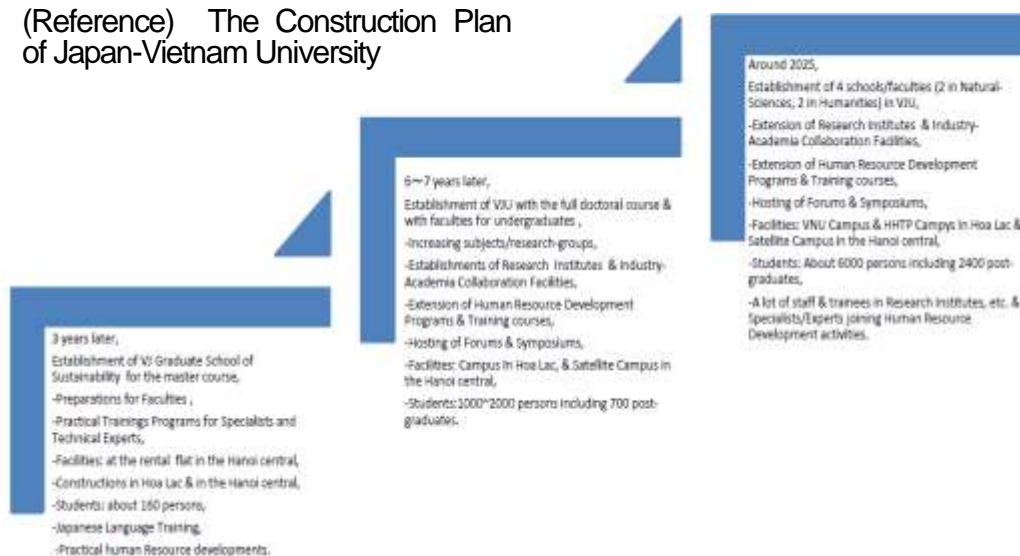 (Reference) The Construction Plan
of Japan-Vietnam University
3 years later,
Establishment of VJ Graduate School of
Sustainability for the master course,
-Preparations for Faculties ,
-Practical Trainings Programs for Specialists and
Technical Experts,
-Facilities: at the rental flat in the Hanoi central,
-Constructions in Hoa Lac & in the Hanoi central,
-Students: about 160 persons,
-Japanese Language Training,
-Practical human Resource developments.
6~7 years later,
Establishment of VJU with the full doctoral course &
with faculties for undergraduates ,
-Increasing subjects/research-groups,
-Establishments of Research Institutes & Industry-
Academia Collaboration Facilities,
-Extension of Human Resource Development
Programs & Training courses,
-Hosting of Forums & Symposiums,
-Facilities: Campus in Hoa Lac, & Satellite Campus in
the Hanoi central,
-Students:1000~2000 persons including 700 post-
graduates.
Around 2025,
Establishment of 4 schools/faculties (2 in Natural-
Sciences, 2 in Humanities) in VJU,
-Extension of Research Institutes & Industry-
Academia Collaboration Facilities,
-Extension of Human Resource Development
Programs & Training courses,
-Hosting of Forums & Symposiums,
-Facilities: VNU Campus & HHTP Campys in Hoa Lac &
Satellite Campus in the Hanoi central,
-Students: About 6000 persons including 2400 post-
graduates,
-A lot of staff & trainees in Research Institutes, etc. &
Specialists/Experts joining Human Resource
Development activities.